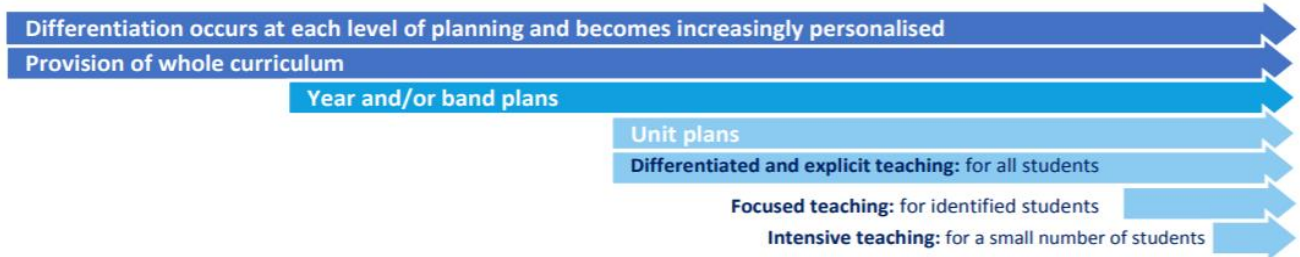 Differentiation occurs at each level of planning and becomes increasingly personalised
Provision of whole curriculum
Year and/or band plans
Unit plans
Differentiated and explicit teaching: for all students
Focused teaching: for identified students
Intensive teaching: for a small number of students